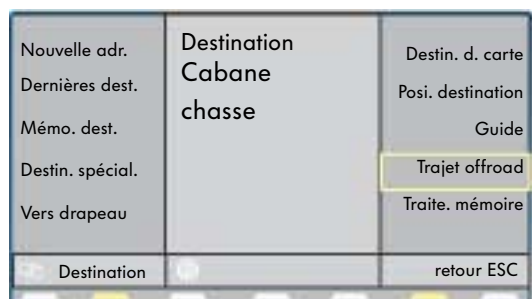 Nouvelle adr.
Dernières dest.
Mémo. dest.
Destin. spécial.
Vers drapeau
Destination
Cabane
chasse
Destin. d. carte
Posi. destination
Guide
Trajet offroad
Traite. mémoire
Destination
retour ESC